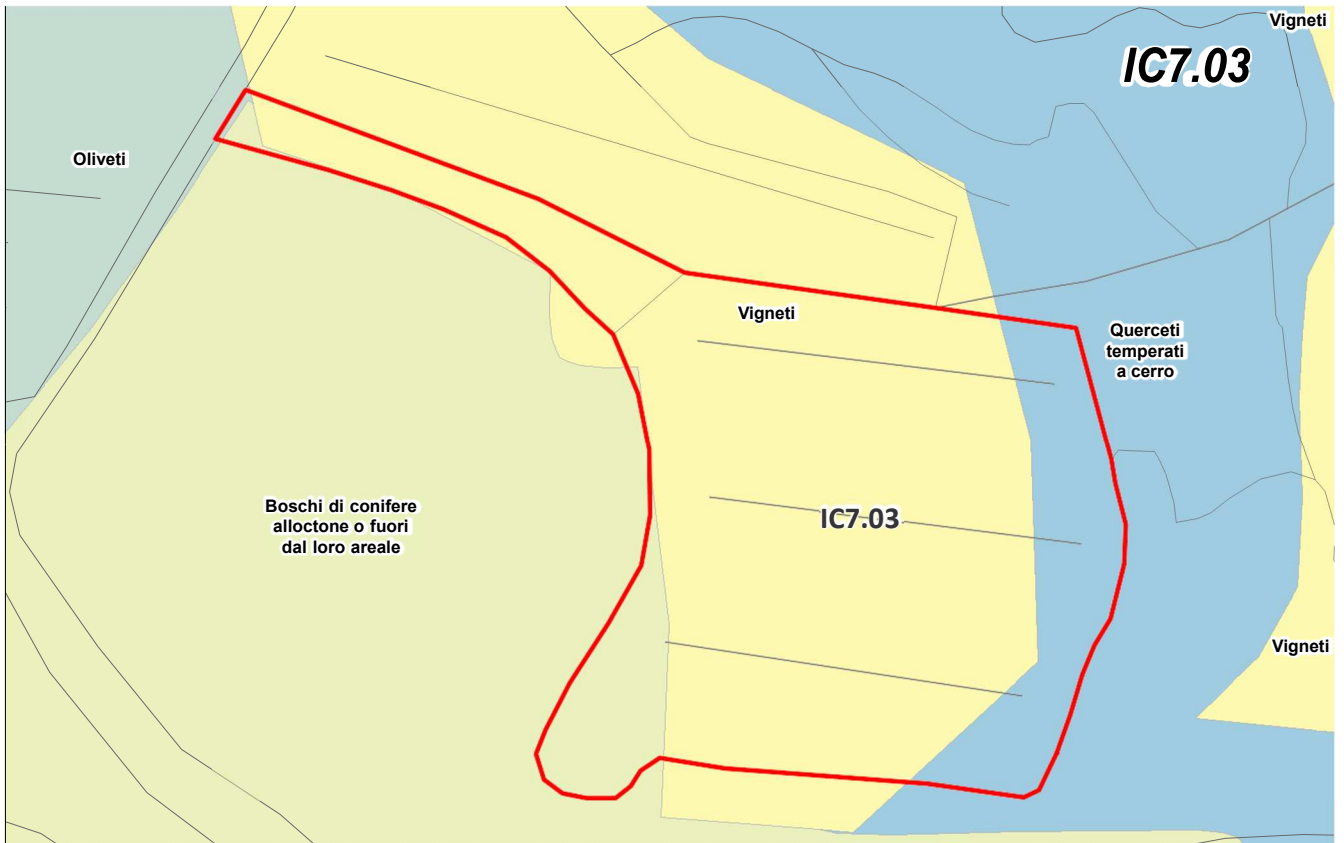 Vigneti
IC7.03
Oliveti
Vigneti
Querceti
temperati
a cerro
Boschi di conifere
alloctone o fuori
dal loro areale
IC7.03
Vigneti